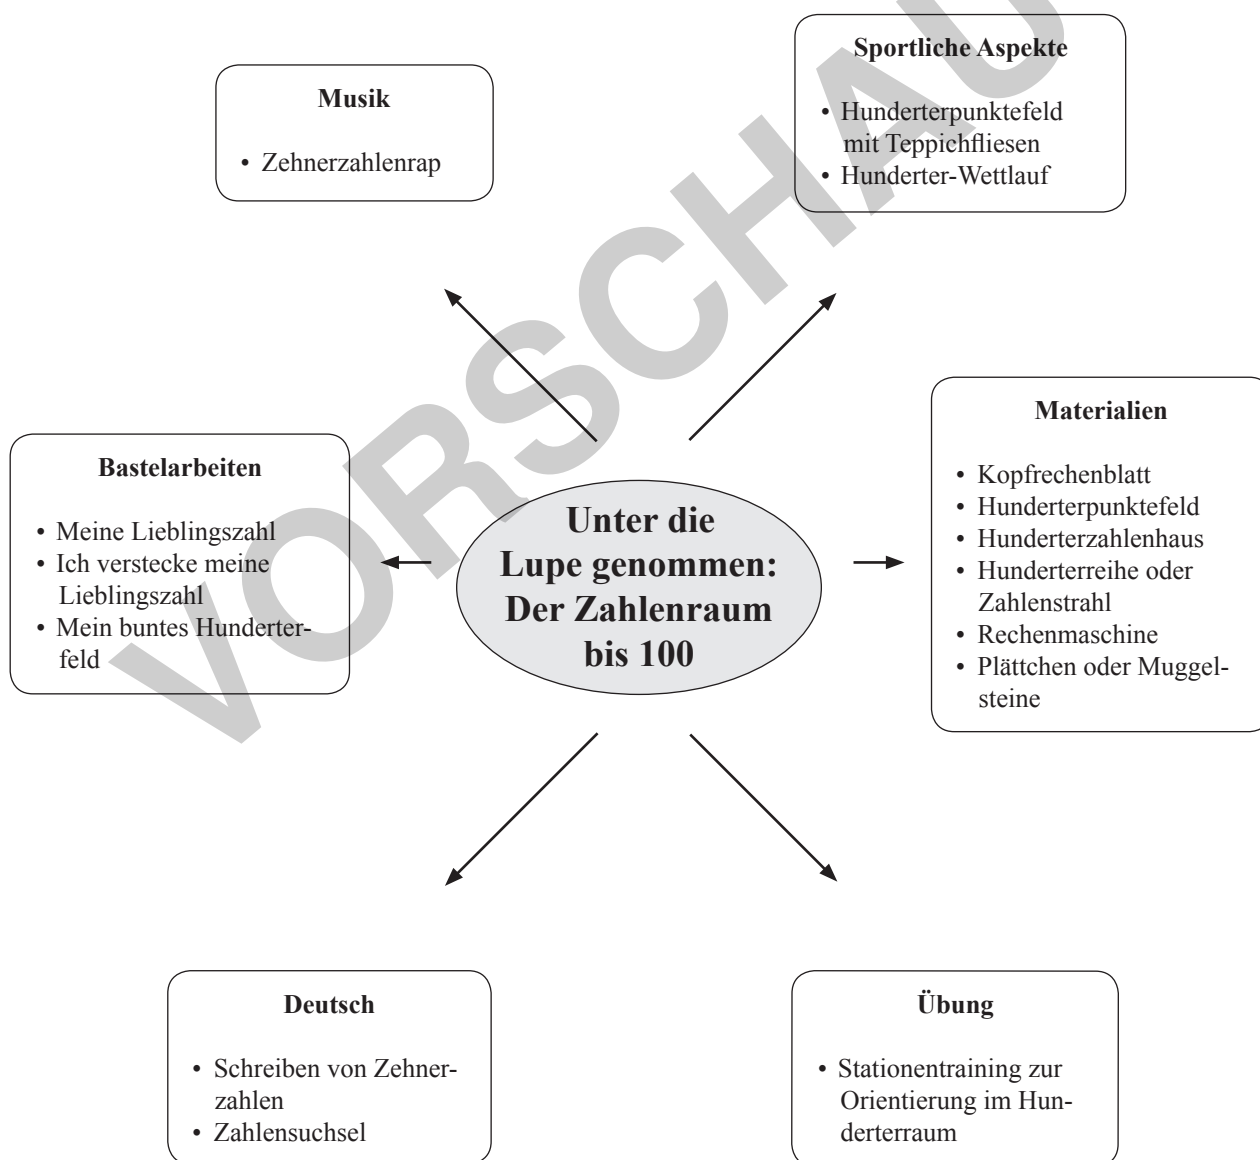 Sportliche Aspekte
• Hunderterpunktefeld
mit Teppichfliesen
• Hunderter-Wettlauf
Musik
• Zehnerzahlenrap
Materialien
• Kopfrechenblatt
• Hunderterpunktefeld
• Hunderterzahlenhaus
• Hunderterreihe oder
Zahlenstrahl
• Rechenmaschine
• Plättchen oder Muggel-
steine
Bastelarbeiten
• Meine Lieblingszahl
• Ich verstecke meine
Lieblingszahl
• Mein buntes Hunderter-
feld
Unter die
Lupe genommen:
Der Zahlenraum
bis 100
Deutsch
• Schreiben von Zehner-
zahlen
• Zahlensuchsel
Übung
• Stationentraining zur
Orientierung im Hun-
derterraum
VORSCHAU